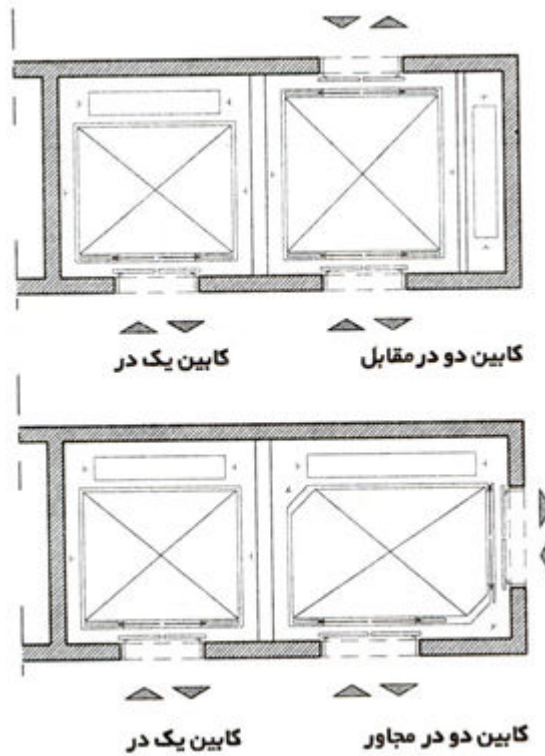 کابین دو در مقابل
کابین یک در
کابین دو در مجاور
کابین یک در